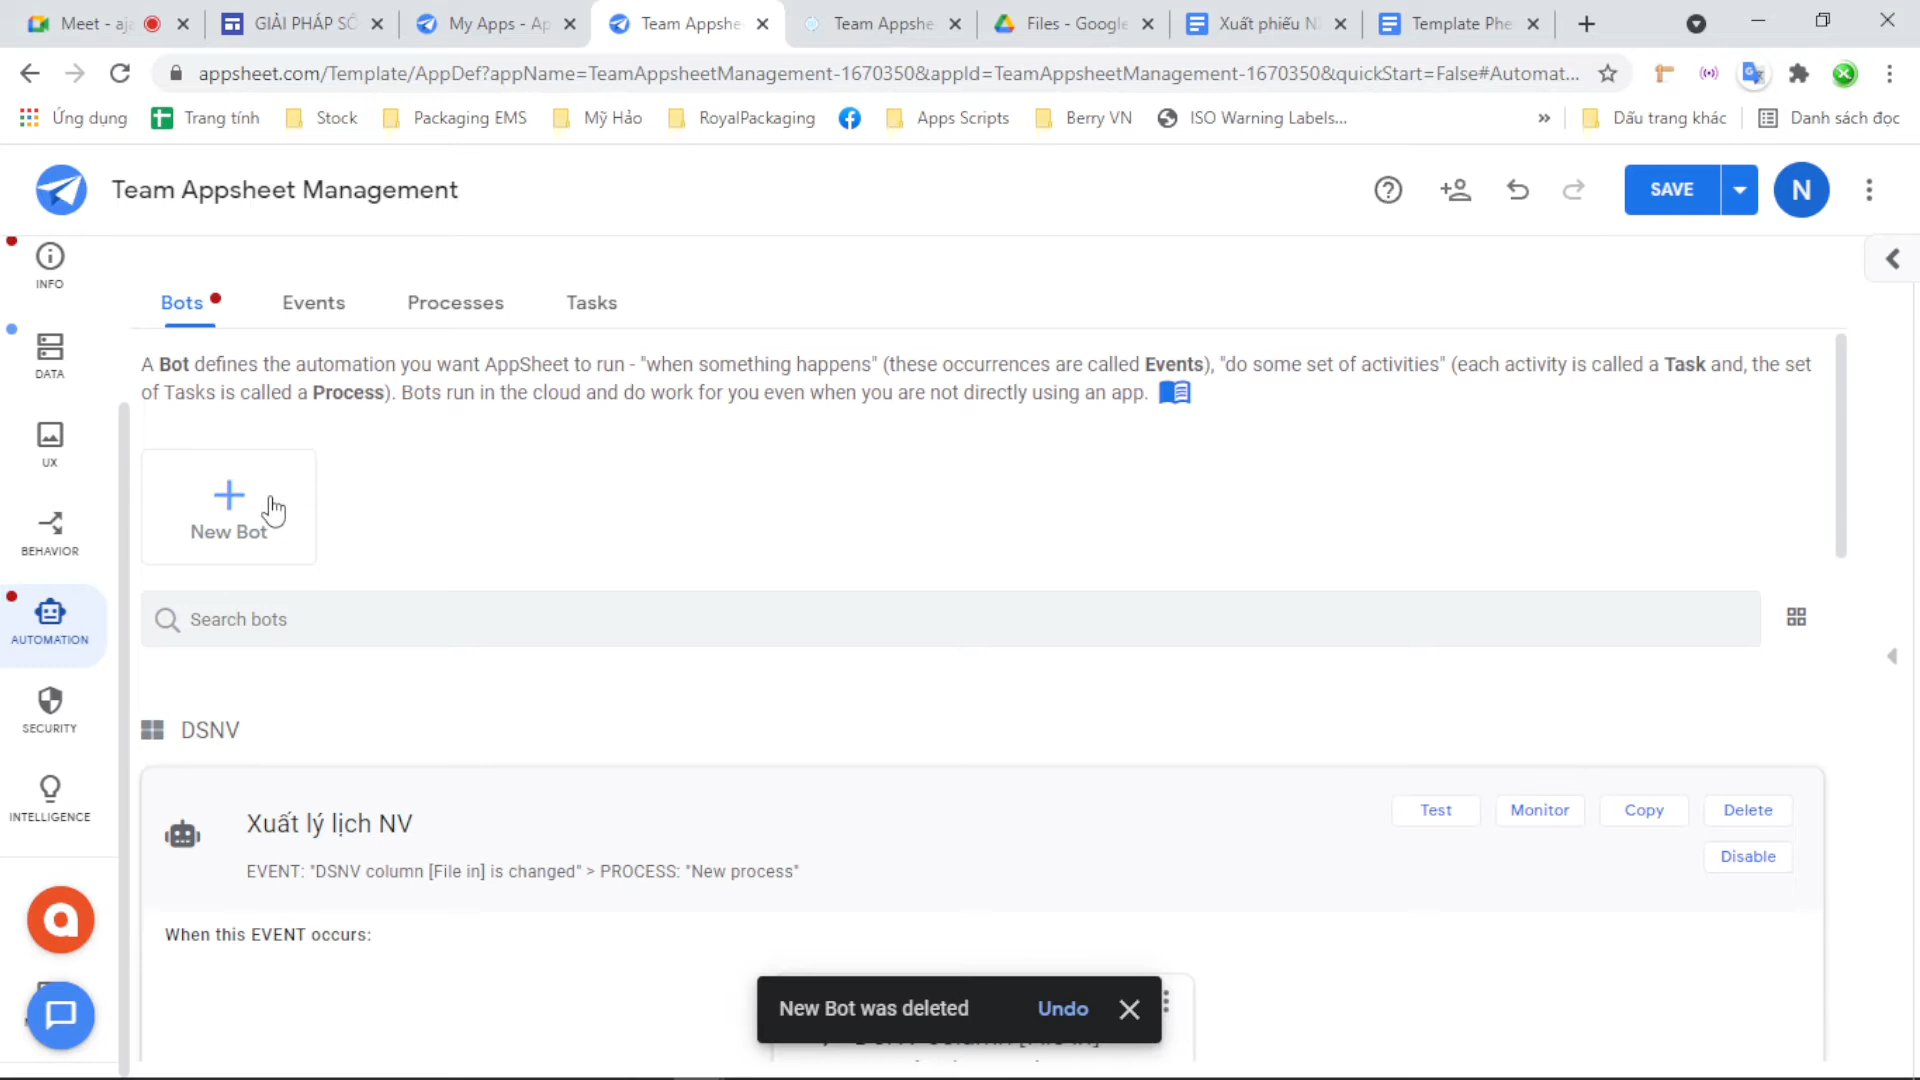 Meet - aja
GIẢI PHÁP SỐ
My Apps - Ap
Team Appshe
Team Appshe
Files - Google
Xuất phiếu N
Template Phe
appsheet.com/Template/AppDef?appName=TeamAppsheetManagement-1670350&appId=TeamAppsheetManagement-1670350&quickStart=False#Automat...
Ứng dụng
Trang tính
Stock
Packaging EMS
Mỹ Hảo
RoyalPackaging
Apps Scripts
Berry VN
ISO Warning Labels...
»
Dấu trang khác
Danh sách đọc
Team Appsheet Management
SAVE
N
INFO
DATA
UX
BEHAVIOR
AUTOMATION
SECURITY
INTELLIGENCE
Bots
Events
Processes
Tasks
A Bot defines the automation you want AppSheet to run - "when something happens" (these occurrences are called Events), "do some set of activities" (each activity is called a Task and, the set
of Tasks is called a Process). Bots run in the cloud and do work for you even when you are not directly using an app.
New Bot
Search bots
DSNV
Xuất lý lịch NV
EVENT: "DSNV column [File in] is changed" > PROCESS: "New process"
Test
Monitor
Copy
Delete
Disable
When this EVENT occurs:
New Bot was deleted
Undo